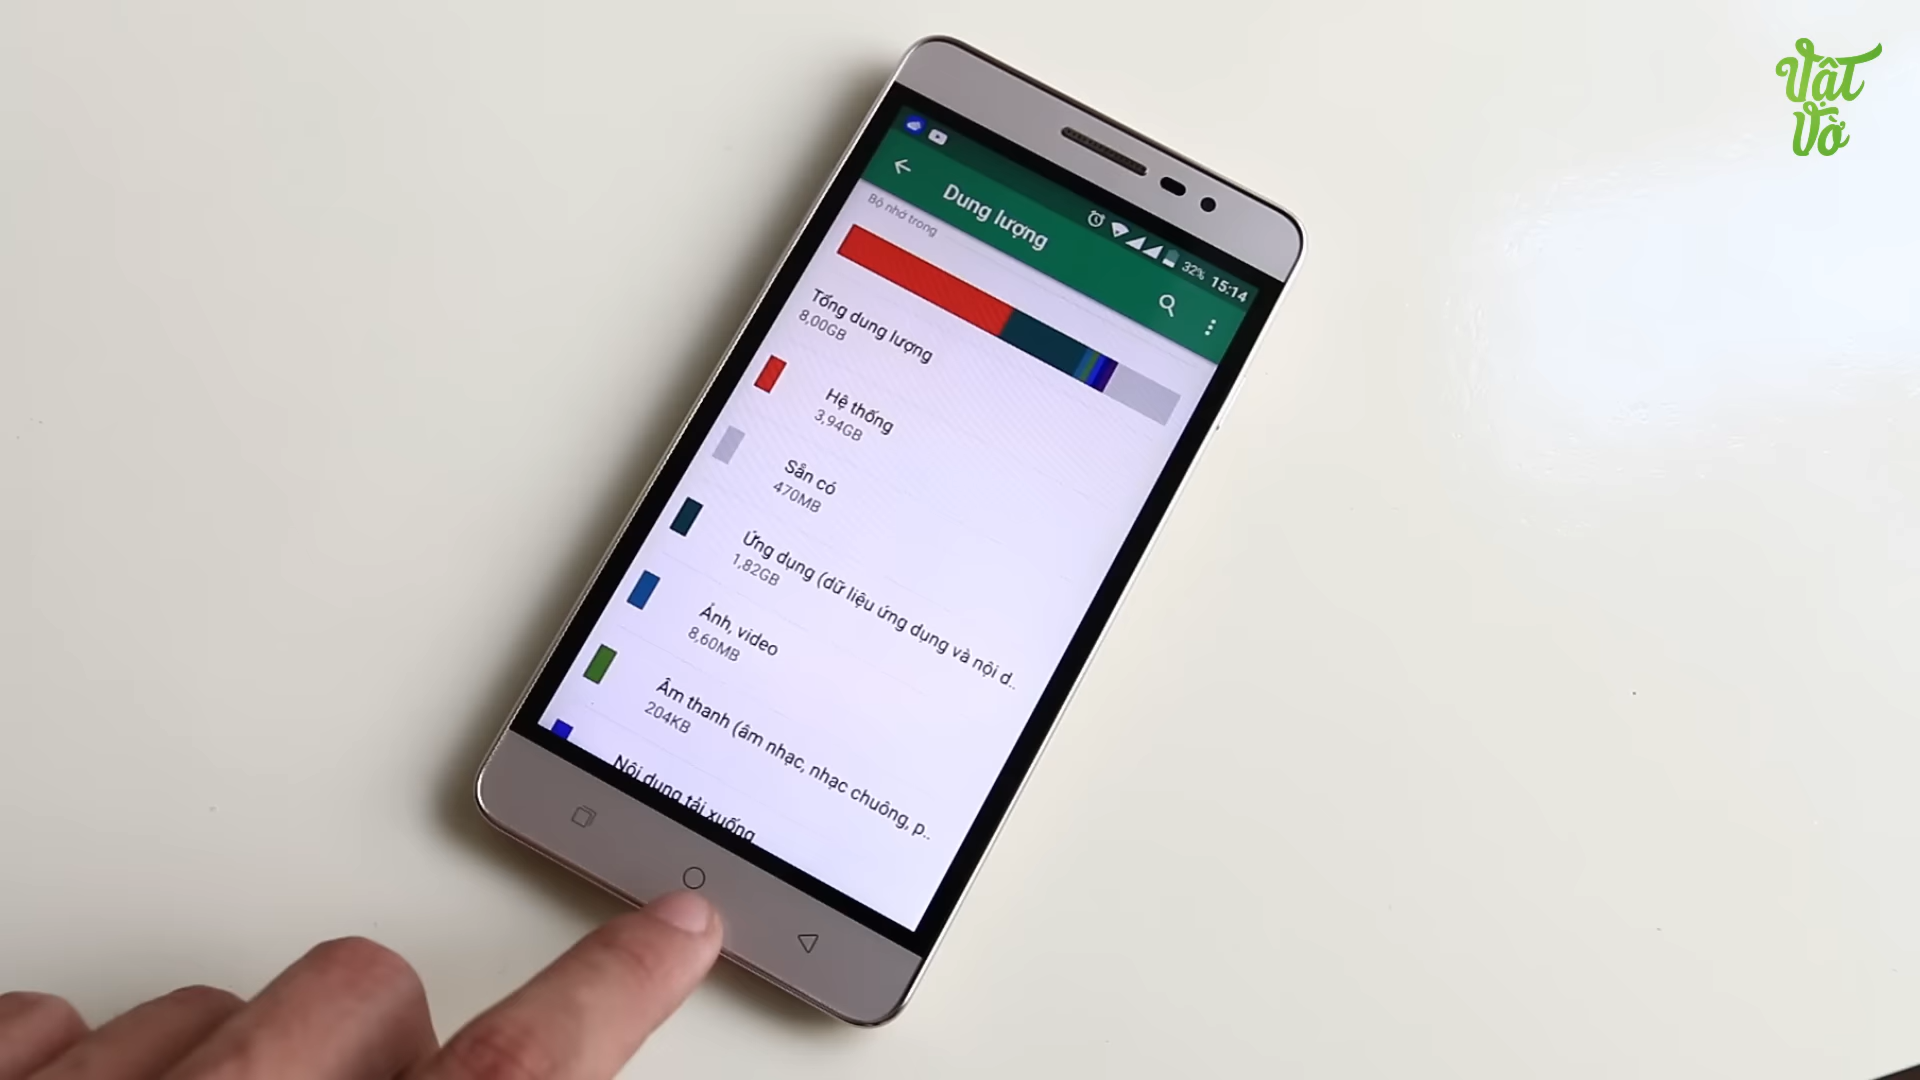 Vật
Vờ
32% 15:14
Dung lượng
Bộ nhớ trong
Tổng dung lượng
8,00GB
Hệ thống
3,94GB
Sẵn có
470MB
Ứng dụng (dữ liệu ứng dụng và nội d..
1,82GB
Ảnh, video
8,60MB
Âm thanh (âm nhạc, nhạc chuông, p..
204KB
Nội dung tải xuống